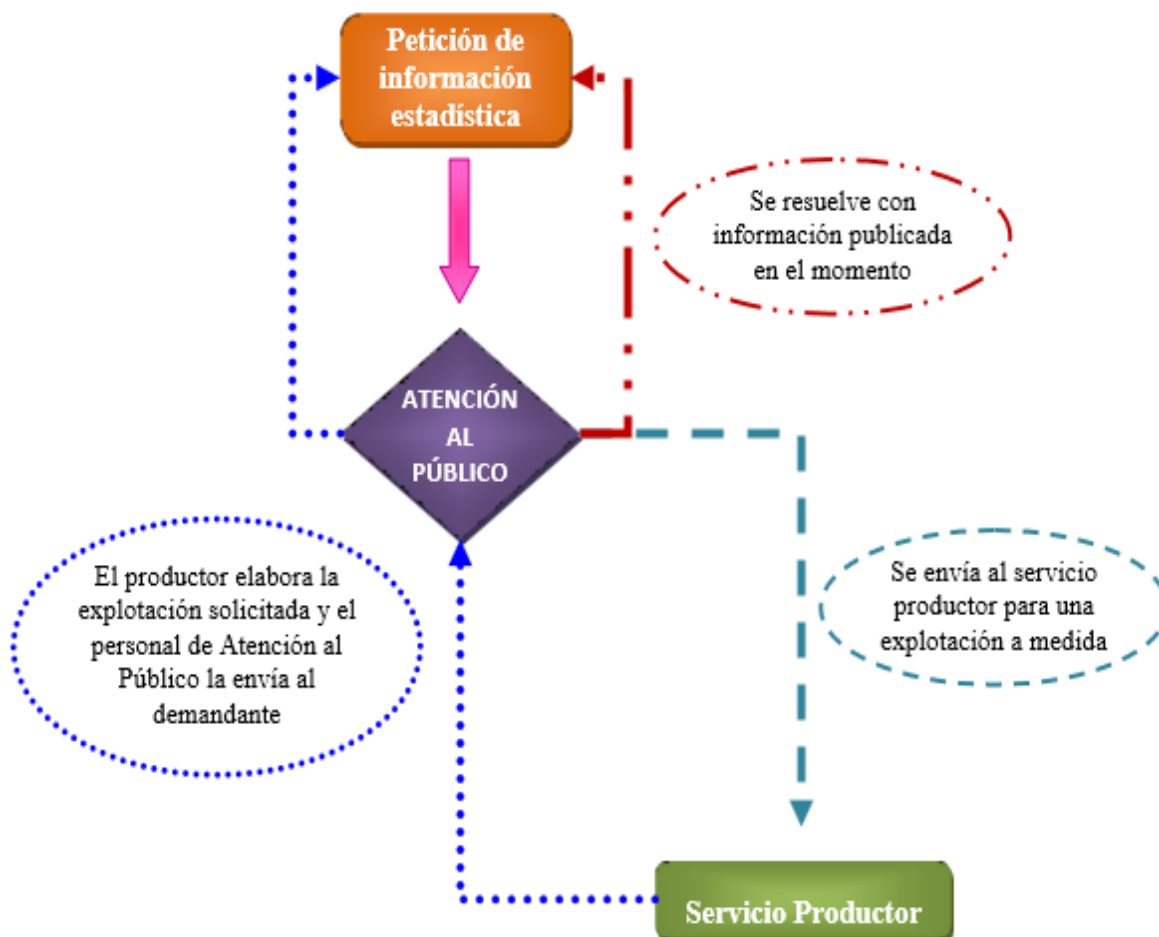 Petición de
información
estadística
Se resuelve con
información publicada
en el momento
ATENCIÓN
AL
PÚBLICO
El productor elabora la
explotación solicitada y el
personal de Atención al
Público la envía al
demandante
Se envía al servicio
productor para una
explotación a medida
Servicio Productor